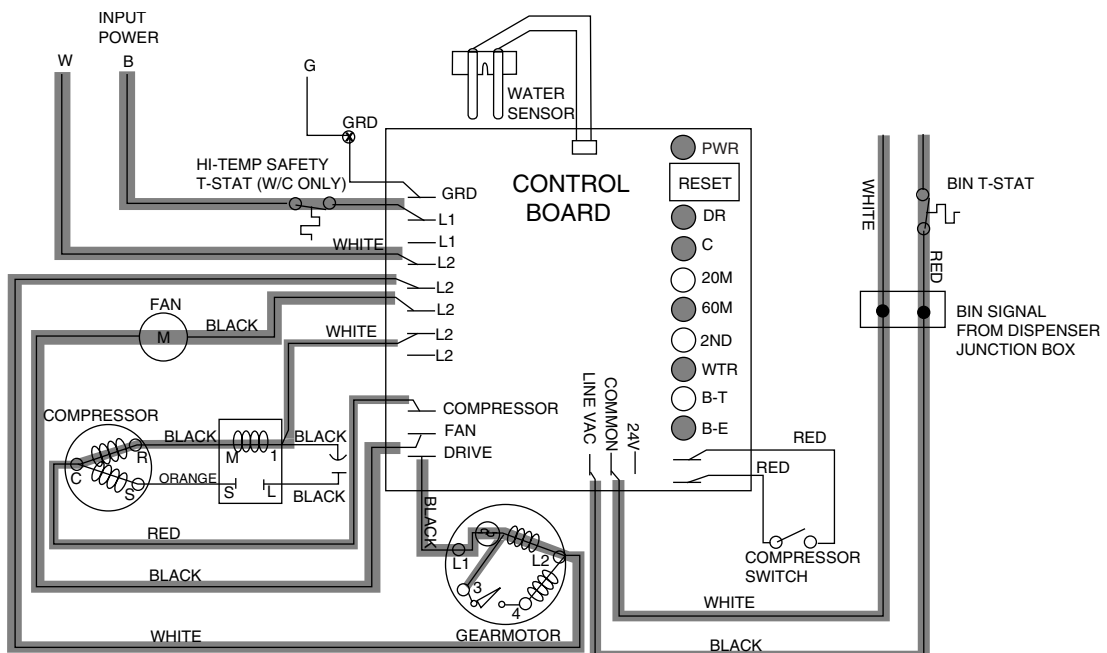 INPUT
POWER
W
B
G
GRD
HI-TEMP SAFETY
T-STAT (W/C ONLY)
WATER
SENSOR
CONTROL
BOARD
GRD
L1
L1
L2
L2
L2
L2
L2
WHITE
WHITE
FAN
M
BLACK
COMPRESSOR
R
C
S
BLACK
M
1
BLACK
ORANGE
S
L
BLACK
RED
BLACK
WHITE
COMPRESSOR
FAN
DRIVE
BLACK
L1
2
L2
3
4
GEARMOTOR
PWR
RESET
DR
C
20M
60M
2ND
WTR
B-T
B-E
LINE VAC
COMMON
24V
RED
RED
COMPRESSOR
SWITCH
WHITE
BLACK
WHITE
RED
BIN T-STAT
BIN SIGNAL
FROM DISPENSER
JUNCTION BOX